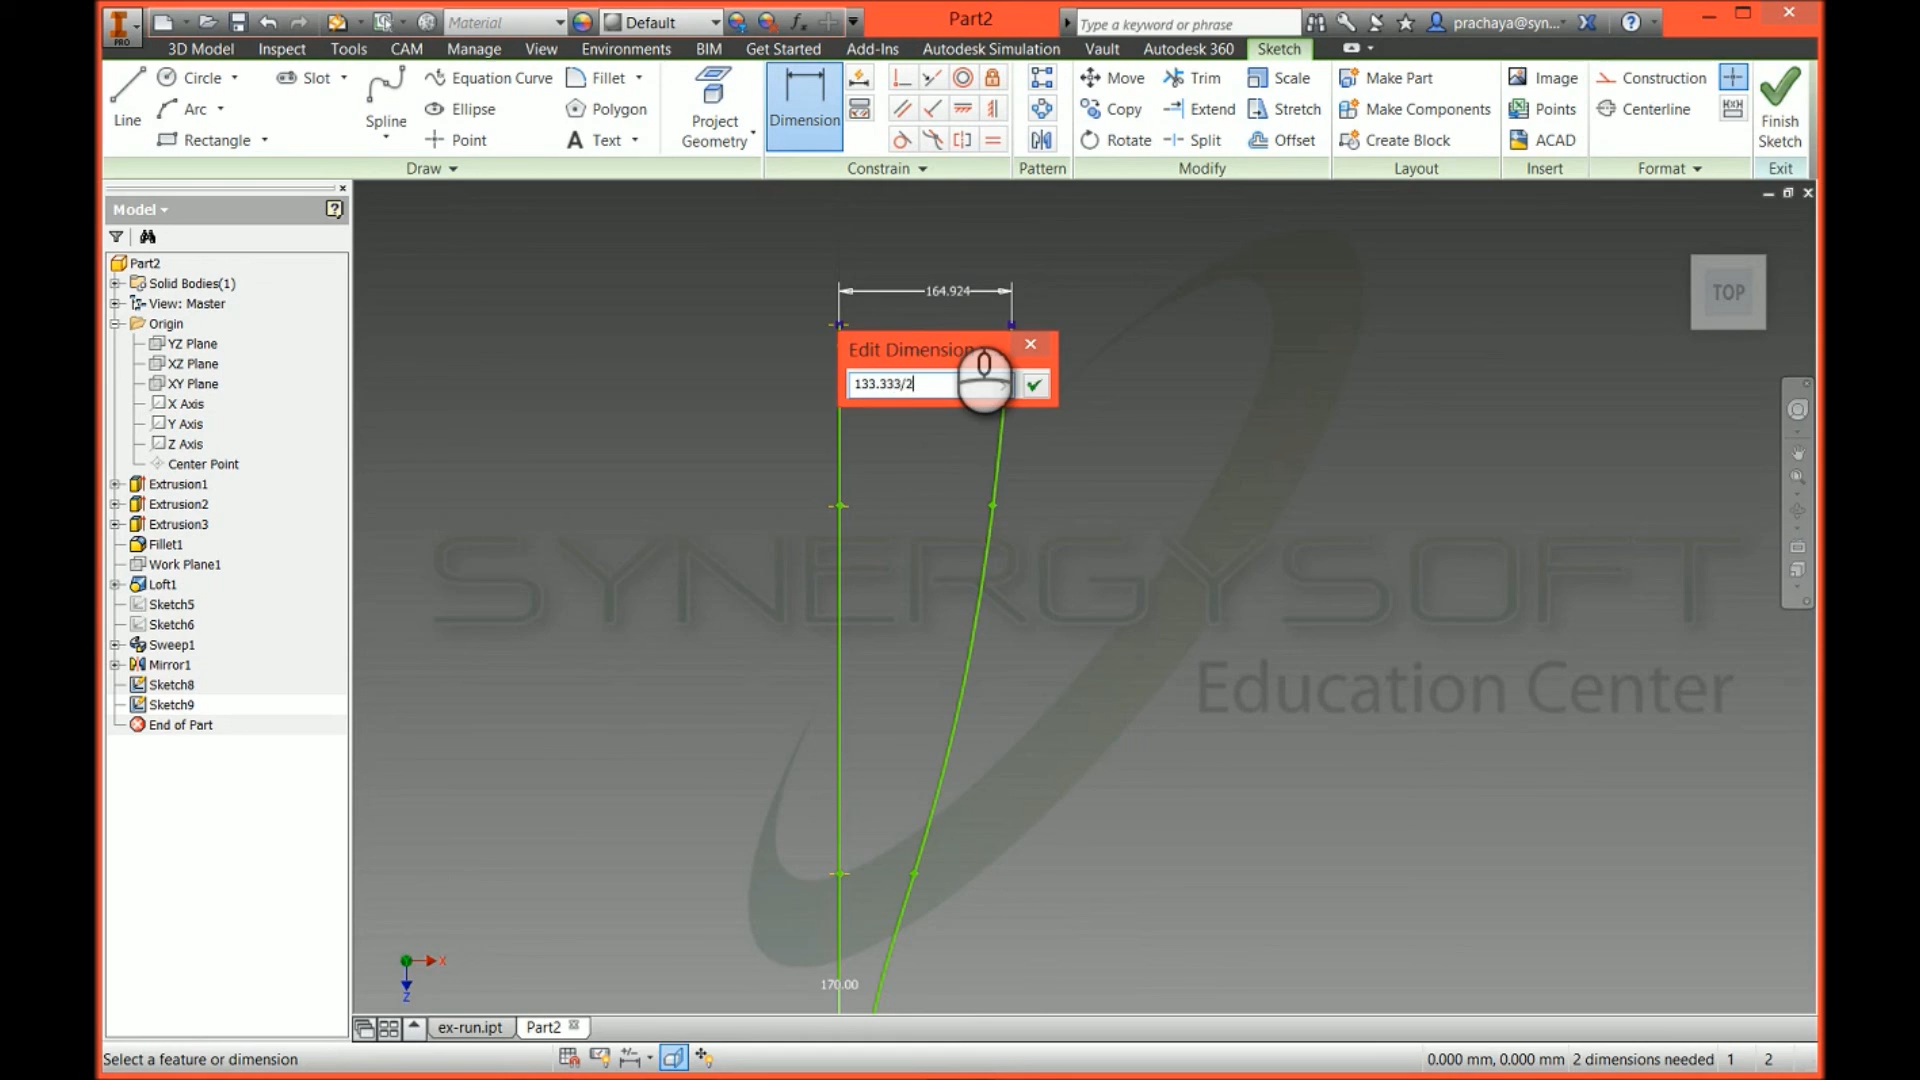 Material
Default
Part2
Type a keyword or phrase
prachaya@syn...
PRO
3D Model
Inspect
Tools
CAM
Manage
View
Environments
BIM
Get Started
Add-Ins
Autodesk Simulation
Vault
Autodesk 360
Sketch
Line
Circle
Arc
Rectangle
Slot
Spline
Equation Curve
Ellipse
Point
Fillet
Polygon
Text
Project Geometry
Dimension
Move
Copy
Rotate
Trim
Extend
Split
Scale
Stretch
Offset
Make Part
Make Components
Create Block
Image
Points
ACAD
Construction
Centerline
Finish Sketch
Draw
Constrain
Pattern
Modify
Layout
Insert
Format
Exit
Model
Part2
Solid Bodies(1)
View: Master
Origin
YZ Plane
XZ Plane
XY Plane
X Axis
Y Axis
Z Axis
Center Point
Extrusion1
Extrusion2
Extrusion3
Fillet1
Work Plane1
Loft1
Sketch5
Sketch6
Sweep1
Mirror1
Sketch8
Sketch9
End of Part
164.924
Edit Dimension
133.333/2
TOP
SYNERGYSOFT
Education Center
X
Z
170.00
ex-run.ipt
Part2
Select a feature or dimension
0.000 mm, 0.000 mm
2 dimensions needed
1
2